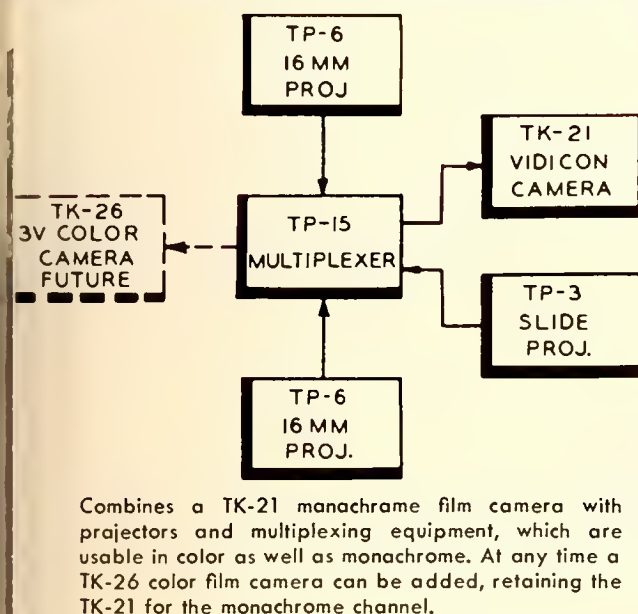 TP-6
16 MM
PROJ
TK-21
VIDICON
CAMERA
TK-26
3V COLOR
CAMERA
FUTURE
TP-15
MULTIPLEXER
TP-3
SLIDE
PROJ.
TP-6
16 MM
PROJ.
Combines a TK-21 manachrame film camera with
prajectors and multiplexing equipment, which are
usable in color as well as monachrome. At any time a
TK-26 color film camera can be added, retaining the
TK-21 for the monachrome channel.